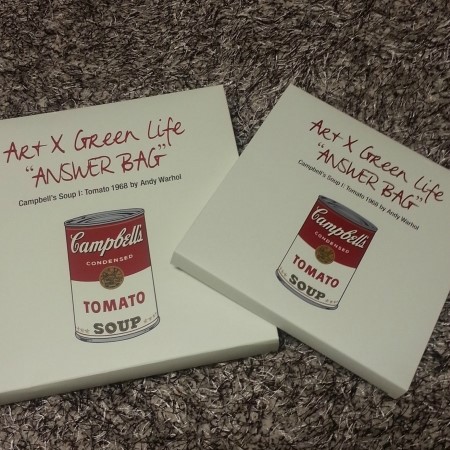 Art X Green Life
"ANSWER BAG"
Campbell's Soup I: Tomato 1968 by Andy Warhol
Campbell's
CONDENSED
TOMATO
SOUP
Art X Green Life
"ANSWER BAG"
Campbell's Soup I: Tomato 1968 by Andy Warhol
Campbell's
CONDENSED
TOMATO
SOUP